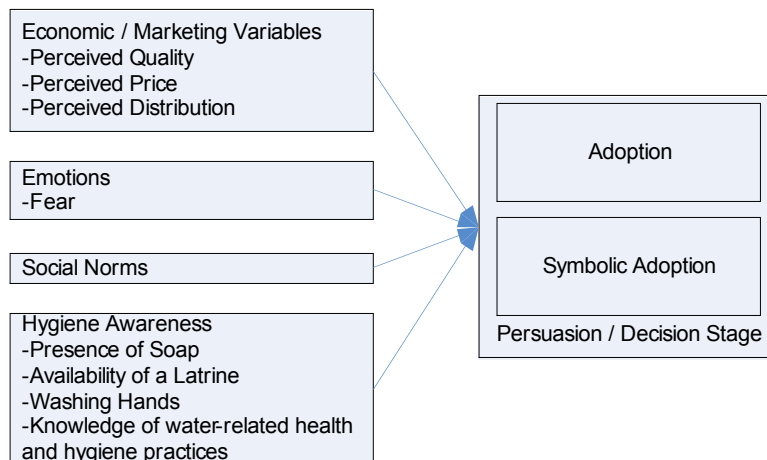 Economic / Marketing Variables
-Perceived Quality
-Perceived Price
-Perceived Distribution
Emotions
-Fear
Social Norms
Hygiene Awareness
-Presence of Soap
-Availability of a Latrine
-Washing Hands
-Knowledge of water-related health
and hygiene practices
Adoption
Symbolic Adoption
Persuasion / Decision Stage